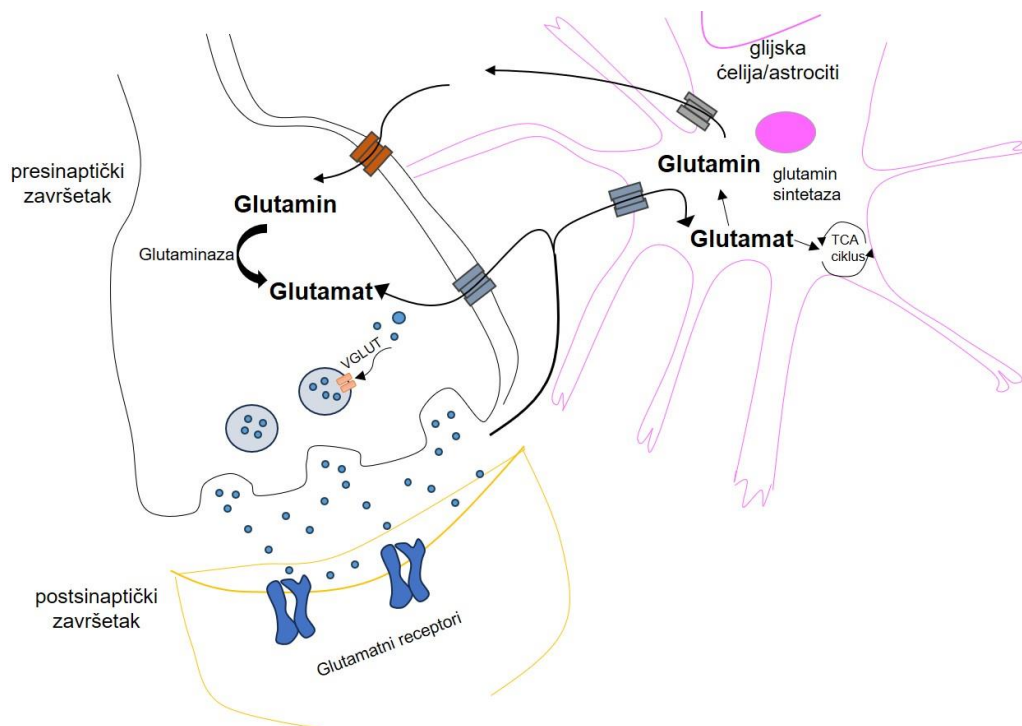 glijska
ćelija/astrociti
presinaptički
završetak
Glutamin
glutamin
sintetaza
Glutamin
Glutaminaza
Glutamat
TCA
ciklus
Glutamat
VGLUT
postsinaptički
završetak
Glutamatni receptori